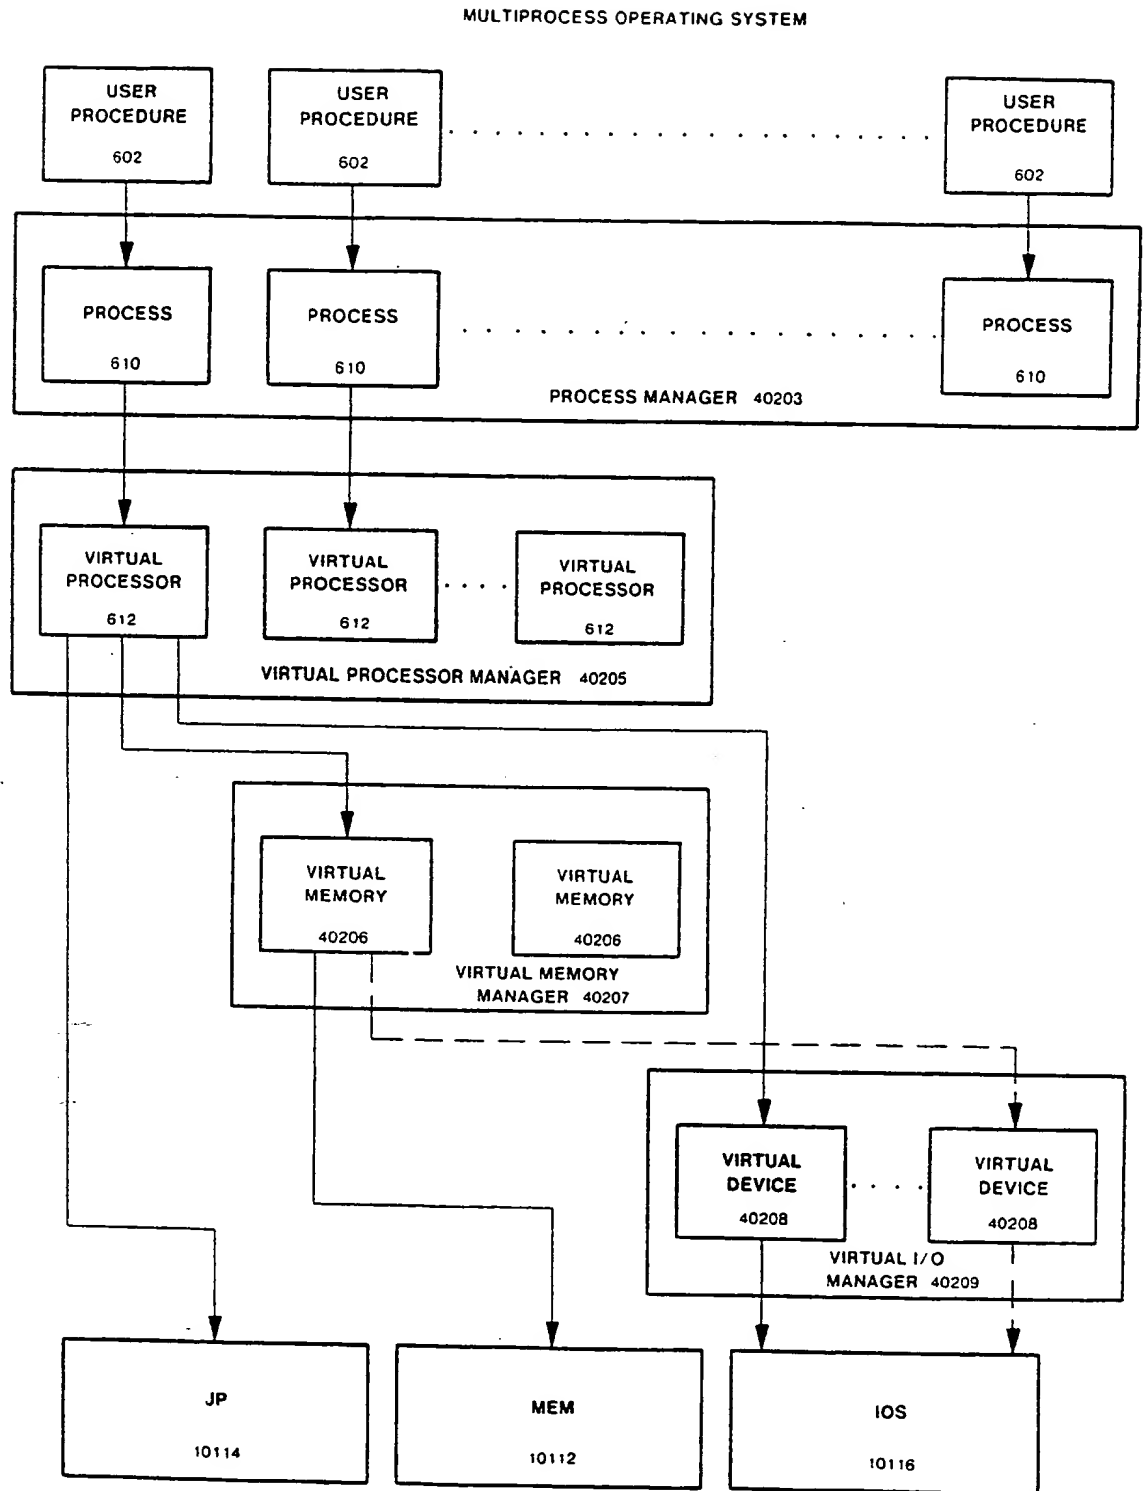 MULTIPROCESS OPERATING SYSTEM
USER
PROCEDURE
602
USER
PROCEDURE
602
USER
PROCEDURE
602
PROCESS
610
PROCESS
610
PROCESS
610
PROCESS MANAGER 40203
VIRTUAL
PROCESSOR
612
VIRTUAL
PROCESSOR
612
VIRTUAL
PROCESSOR
612
VIRTUAL PROCESSOR MANAGER 40205
VIRTUAL
MEMORY
40206
VIRTUAL
MEMORY
40206
VIRTUAL MEMORY
MANAGER 40207
VIRTUAL
DEVICE
40208
VIRTUAL
DEVICE
40208
VIRTUAL I/O
MANAGER 40209
JP
10114
MEM
10112
IOS
10116